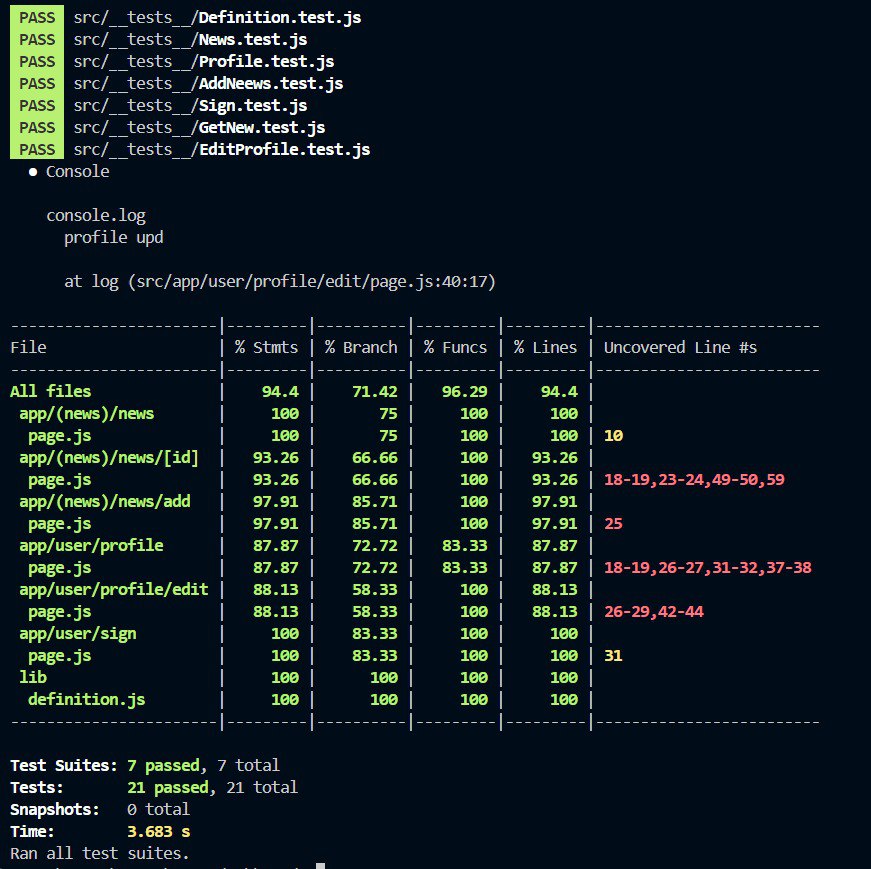 PASS src/__tests__/Definition.test.js
PASS src/__tests__/News.test.js
PASS src/__tests__/Profile.test.js
PASS src/__tests__/AddNeews.test.js
PASS src/__tests__/Sign.test.js
PASS src/__tests__/GetNew.test.js
PASS src/__tests__/EditProfile.test.js
● Console
console.log
profile upd
at log (src/app/user/profile/edit/page.js:40:17)
-----------------------|---------|----------|---------|---------|-------------------------
File | % Stmts | % Branch | % Funcs | % Lines | Uncovered Line #s
-----------------------|---------|----------|---------|---------|-------------------------
All files | 94.4 | 71.42 | 96.29 | 94.4 |
app/(news)/news | 100 | 75 | 100 | 100 |
page.js | 100 | 75 | 100 | 100 | 10
app/(news)/news/[id] | 93.26 | 66.66 | 100 | 93.26 |
page.js | 93.26 | 66.66 | 100 | 93.26 | 18-19,23-24,49-50,59
app/(news)/news/add | 97.91 | 85.71 | 100 | 97.91 |
page.js | 97.91 | 85.71 | 100 | 97.91 | 25
app/user/profile | 87.87 | 72.72 | 83.33 | 87.87 |
page.js | 87.87 | 72.72 | 83.33 | 87.87 | 18-19,26-27,31-32,37-38
app/user/profile/edit | 88.13 | 58.33 | 100 | 88.13 |
page.js | 88.13 | 58.33 | 100 | 88.13 | 26-29,42-44
app/user/sign | 100 | 83.33 | 100 | 100 |
page.js | 100 | 83.33 | 100 | 100 | 31
lib | 100 | 100 | 100 | 100 |
definition.js | 100 | 100 | 100 | 100 |
-----------------------|---------|----------|---------|---------|-------------------------
Test Suites: 7 passed, 7 total
Tests: 21 passed, 21 total
Snapshots: 0 total
Time: 3.683 s
Ran all test suites.